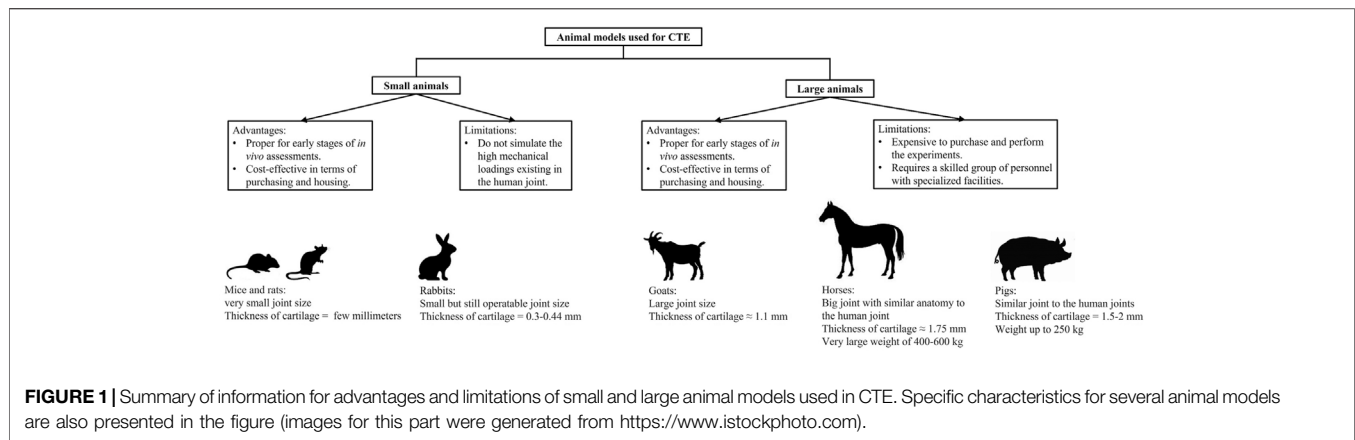 Animal models used for CTE
Small animals
Large animals
Advantages:
• Proper for early stages of in
vivo assessments.
• Cost-effective in terms of
purchasing and housing.
Limitations:
• Do not simulate the
high mechanical
loadings existing in
the human joint.
Advantages:
• Proper for early stages of in
vivo assessments.
• Cost-effective in terms of
purchasing and housing.
Limitations:
• Expensive to purchase and perform
the experiments.
• Requires a skilled group of personnel
with specialized facilities.
Mice and rats:
very small joint size
Thickness of cartilage = few millimeters
Rabbits:
Small but still operatable joint size
Thickness of cartilage = 0.3-0.44 mm
Goats:
Large joint size
Thickness of cartilage ≈ 1.1 mm
Horses:
Big joint with similar anatomy to
the human joint
Thickness of cartilage ≈ 1.75 mm
Very large weight of 400-600 kg
Pigs:
Similar joint to the human joints
Thickness of cartilage = 1.5-2 mm
Weight up to 250 kg
FIGURE 1 | Summary of information for advantages and limitations of small and large animal models used in CTE. Specific characteristics for several animal models
are also presented in the figure (images for this part were generated from https://www.istockphoto.com).